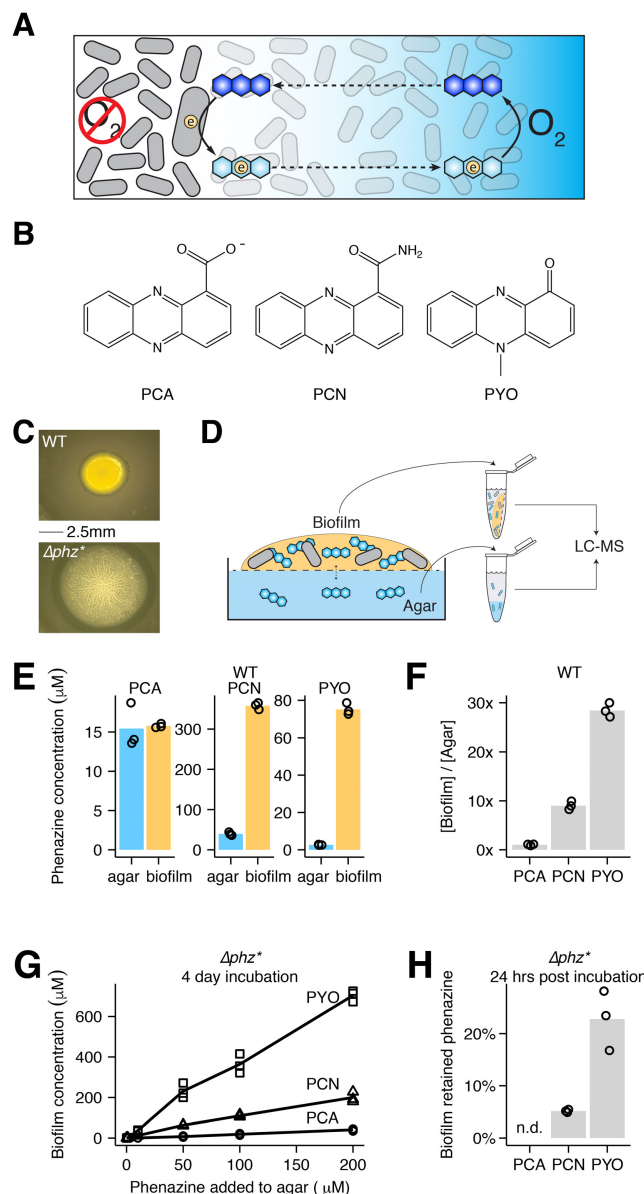 A
O2
e
e
e
O2
B
O
O
-
N
N
PCA
O
NH2
N
N
PCN
O
N
N
PYO
C
WT
2.5mm
Δphz*
D
Biofilm
Agar
LC-MS
E
WT
PCA
PCN
PYO
Phenazine concentration (μM)
15
10
5
0
300
200
100
0
80
60
40
20
0
agar biofilm
agar biofilm
agar biofilm
F
WT
[Biofilm] / [Agar]
30x
20x
10x
0x
PCA PCN PYO
G
Δphz*
4 day incubation
Biofilm concentration (μM)
600
400
200
0
PYO
PCN
PCA
0 50 100 150 200
Phenazine added to agar ( μM)
H
Δphz*
24 hrs post incubation
Biofilm retained phenazine
20%
10%
0%
n.d.
PCA PCN PYO